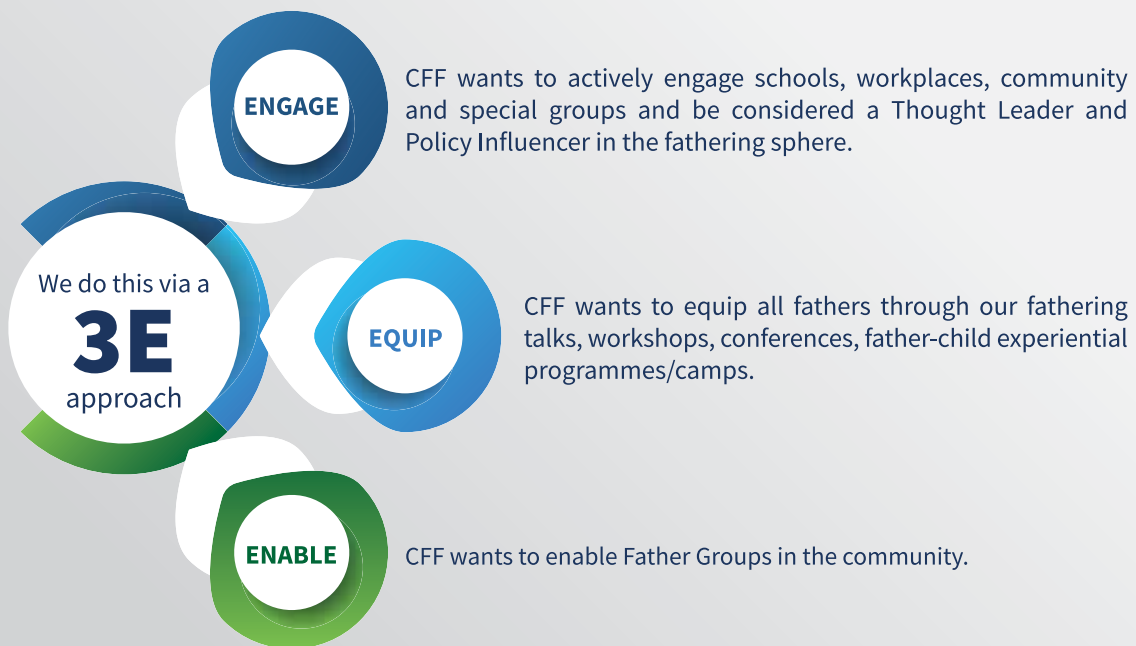 ENGAGE
CFF wants to actively engage schools, workplaces, community
and special groups and be considered a Thought Leader and
Policy Influencer in the fathering sphere.
We do this via a
3E
approach
EQUIP
CFF wants to equip all fathers through our fathering
talks, workshops, conferences, father-child experiential
programmes/camps.
ENABLE
CFF wants to enable Father Groups in the community.